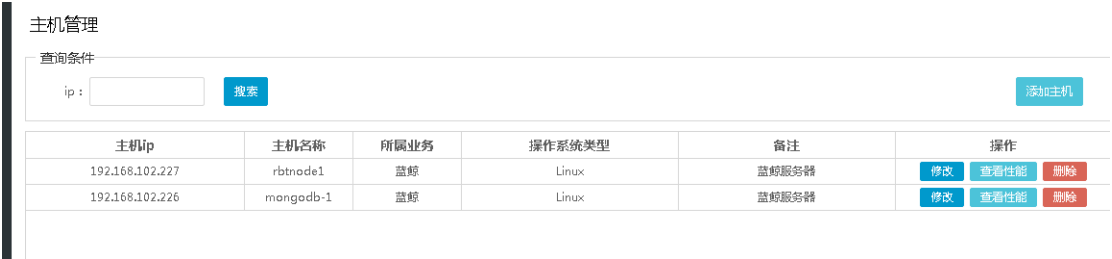 主机管理
查询条件
ip： 搜索 添加主机
主机ip 主机名称 所属业务 操作系统类型 备注 操作
192.168.102.227 rbtnode1 蓝鲸 Linux 蓝鲸服务器 修改 查看性能 删除
192.168.102.226 mongodb-1 蓝鲸 Linux 蓝鲸服务器 修改 查看性能 删除